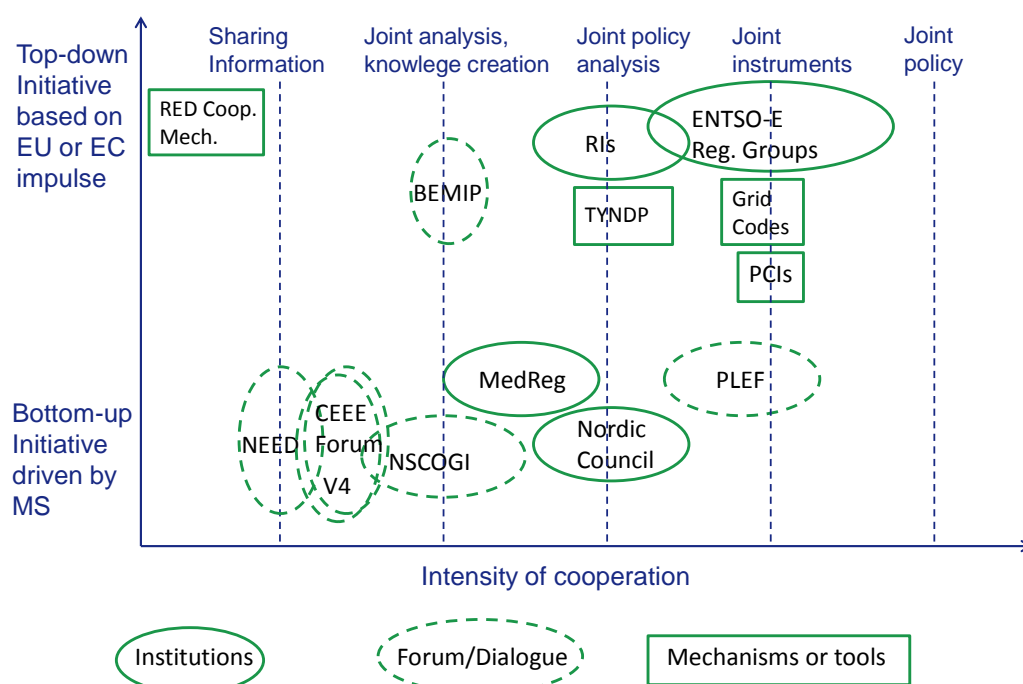 Top-down
Initiative
based on
EU or EC
impulse
Sharing
Information
Joint analysis,
knowlege creation
Joint policy
analysis
Joint
instruments
Joint
policy
RED Coop.
Mech.
BEMIP
RIs
ENTSO-E
Reg. Groups
TYNDP
Grid
Codes
PCIs
MedReg
PLEF
Bottom-up
Initiative
driven by
MS
NEED
CEEE
Forum
V4
NSCOGI
Nordic
Council
Intensity of cooperation
Institutions
Forum/Dialogue
Mechanisms or tools